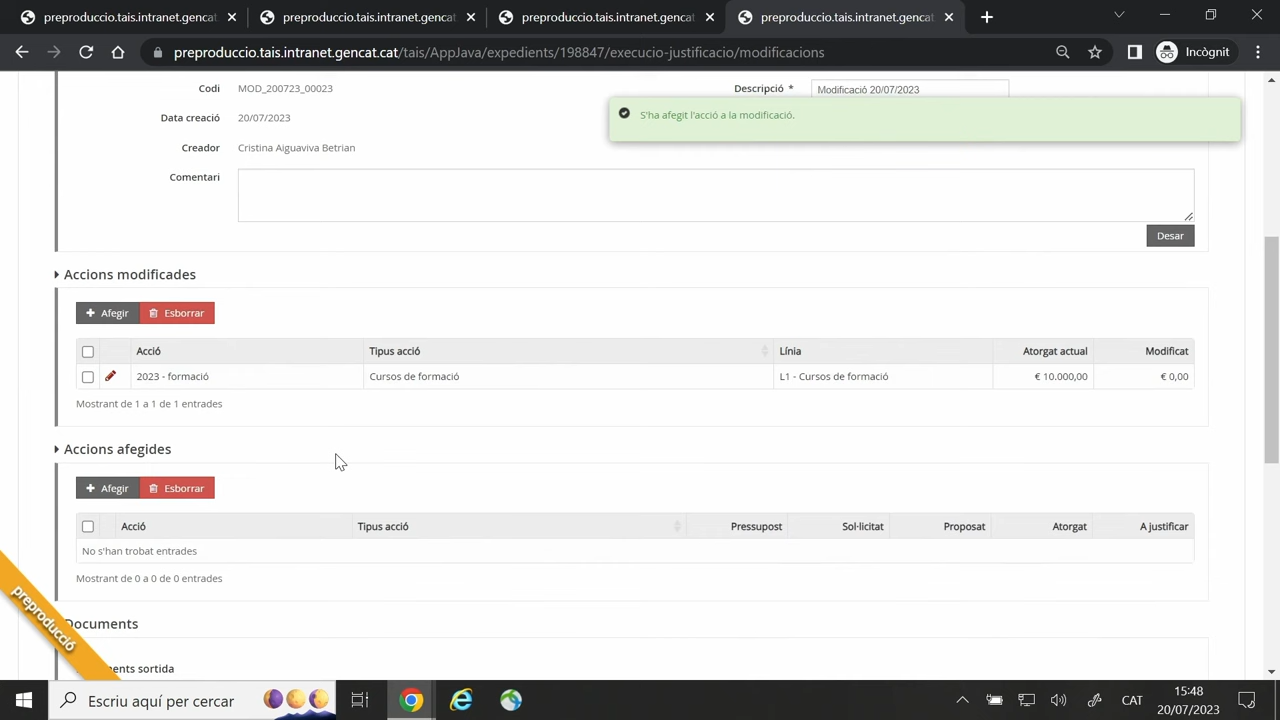 preproduccio.tais.intranet.gencat
preproduccio.tais.intranet.gencat
preproduccio.tais.intranet.gencat
preproduccio.tais.intranet.gencat
preproduccio.tais.intranet.gencat.cat/tais/AppJava/expedients/198847/execucio-justificacio/modificacions
Incògnit
Codi MOD_200723_00023 Descripció * Modificació 20/07/2023
S'ha afegit l'acció a la modificació.
Data creació 20/07/2023
Creador Cristina Aiguaviva Betrian
Comentari
Desar
Accions modificades
Afegir Esborrar
Acció Tipus acció Línia Atorgat actual Modificat
2023 - formació Cursos de formació L1 - Cursos de formació € 10.000,00 € 0,00
Mostrant de 1 a 1 de 1 entrades
Accions afegides
Afegir Esborrar
Acció Tipus acció Pressupost Sol·licitat Proposat Atorgat A justificar
No s'han trobat entrades
Mostrant de 0 a 0 de 0 entrades
preproducció
Documents
ents sortida
Escriu aquí per cercar
CAT
15:48
20/07/2023